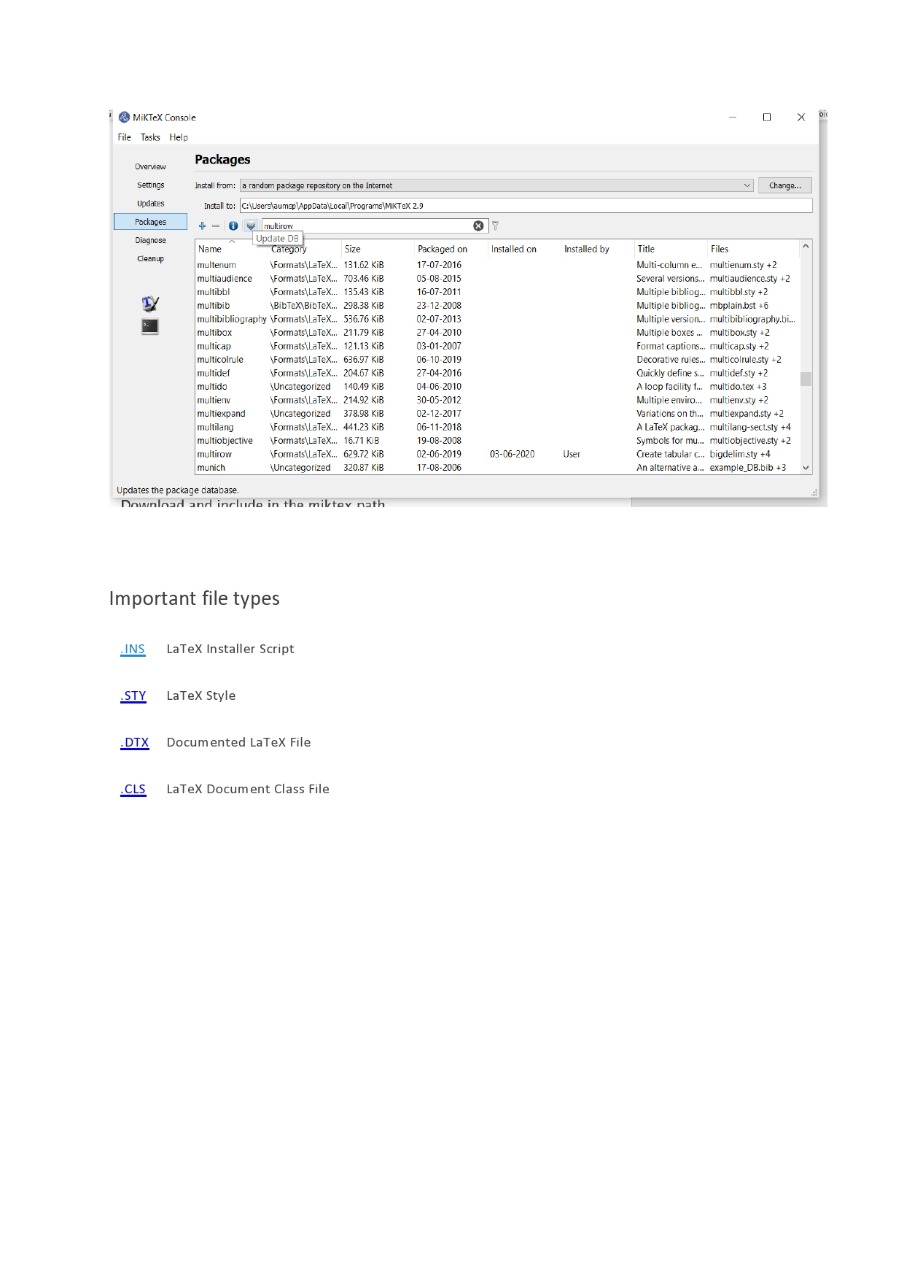 MiKTeX Console
File Tasks Help
Packages
Overview
Settings
Updates
Packages
Diagnose
Cleanup
Install from: a random package repository on the Internet Change...
Install to: C:\Users\aumsp\AppData\Local\Programs\MiKTeX 2.9
multirow
Update DB
Name Category Size Packaged on Installed on Installed by Title Files
multenum \Formats\LaTeX... 131.62 KiB 17-07-2016 Multi-column e... multienum.sty +2
multiaudience \Formats\LaTeX... 703.46 KiB 05-08-2015 Several versions... multiaudience.sty +2
multibbl \Formats\LaTeX... 135.43 KiB 16-07-2011 Multiple bibliog... multibbl.sty +2
multibib \BibTeX\BibTeX... 298.38 KiB 23-12-2008 Multiple bibliog... mbplain.bst +6
multibibliography \Formats\LaTeX... 536.76 KiB 02-07-2013 Multiple version... multibibliography.bi...
multibox \Formats\LaTeX... 211.79 KiB 27-04-2010 Multiple boxes ... multibox.sty +2
multicap \Formats\LaTeX... 121.13 KiB 03-01-2007 Format captions... multicap.sty +2
multicolrule \Formats\LaTeX... 636.97 KiB 06-10-2019 Decorative rules... multicolrule.sty +2
multidef \Formats\LaTeX... 204.67 KiB 27-04-2016 Quickly define s... multidef.sty +2
multido \Uncategorized 140.49 KiB 04-06-2010 A loop facility f... multido.tex +3
multienv \Formats\LaTeX... 214.92 KiB 30-05-2012 Multiple enviro... multienv.sty +2
multiexpand \Uncategorized 378.98 KiB 02-12-2017 Variations on th... multiexpand.sty +2
multilang \Formats\LaTeX... 441.23 KiB 06-11-2018 A LaTeX packag... multilang-sect.sty +4
multiobjective \Formats\LaTeX... 16.71 KiB 19-08-2008 Symbols for mu... multiobjective.sty +2
multirow \Formats\LaTeX... 629.72 KiB 02-06-2019 03-06-2020 User Create tabular c... bigdelim.sty +4
munich \Uncategorized 320.87 KiB 17-08-2006 An alternative a... example_DB.bib +3
Updates the package database.
Download and include in the miktex path
Important file types
.INS LaTeX Installer Script
.STY LaTeX Style
.DTX Documented LaTeX File
.CLS LaTeX Document Class File